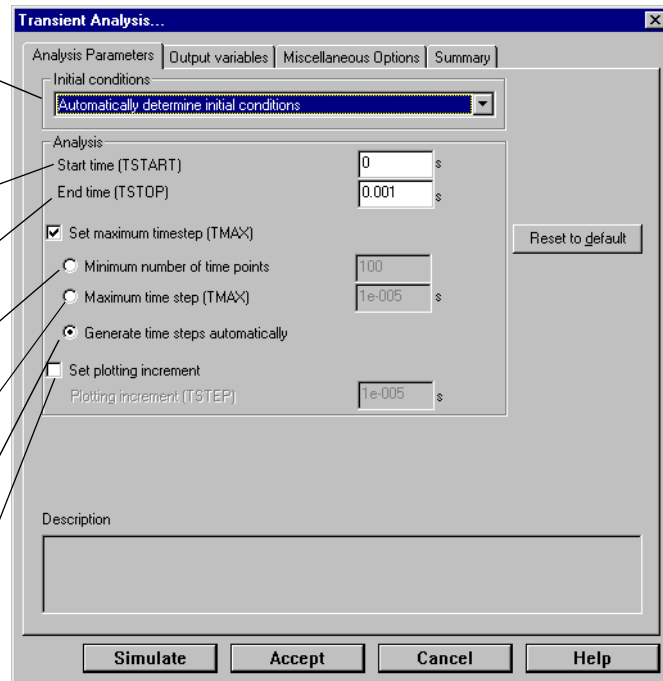 Transient Analysis...
Analysis Parameters Output variables Miscellaneous Options Summary
Initial conditions
Automatically determine initial conditions
Analysis
Start time (TSTART) 0 s
End time (TSTOP) 0.001 s
Set maximum timestep (TMAX)
Reset to default
Minimum number of time points 100
Maximum time step (TMAX) 1e-005 s
Generate time steps automatically
Set plotting increment
Plotting increment (TSTEP) 1e-005 s
Description
Simulate Accept Cancel Help